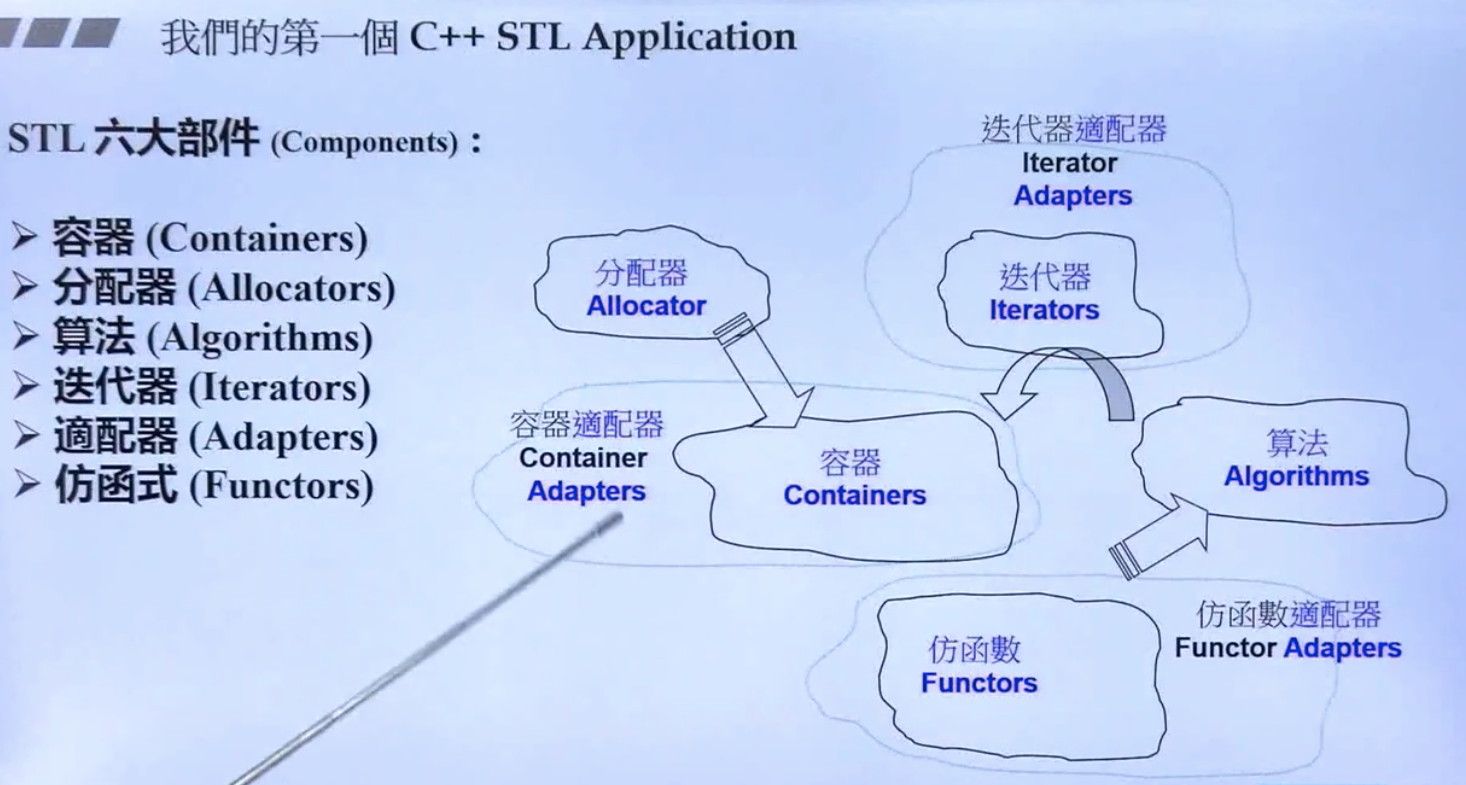 我們的第一個 C++ STL Application
STL 六大部件 (Components) :
➢ 容器 (Containers)
➢ 分配器 (Allocators)
➢ 算法 (Algorithms)
➢ 迭代器 (Iterators)
➢ 適配器 (Adapters)
➢ 仿函式 (Functors)
迭代器適配器
Iterator
Adapters
分配器
Allocator
迭代器
Iterators
容器適配器
Container
Adapters
容器
Containers
算法
Algorithms
仿函數
Functors
仿函數適配器
Functor Adapters